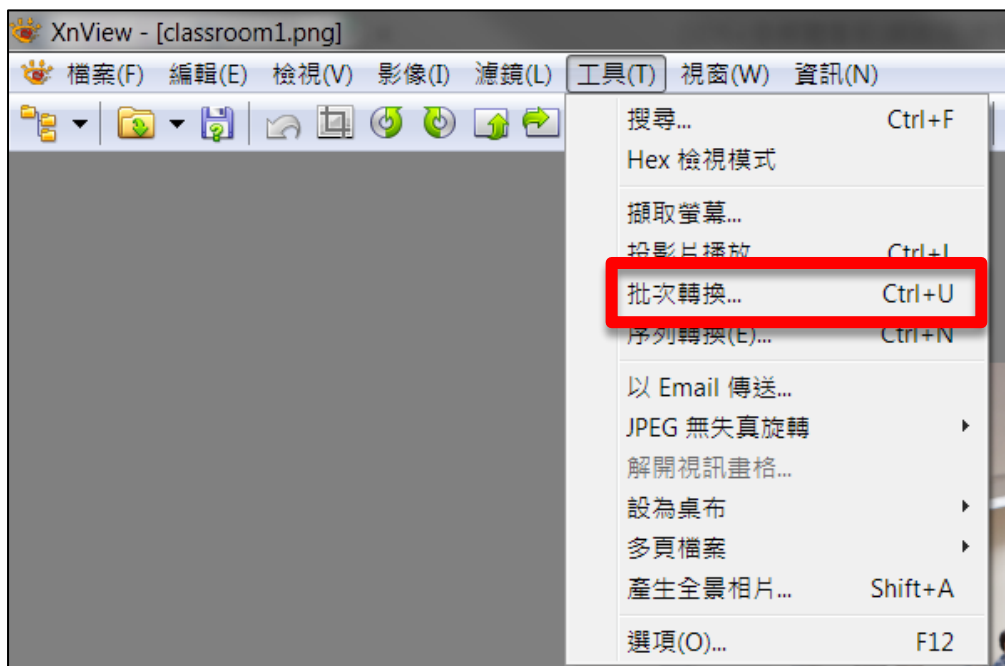 XnView - [classroom1.png]
檔案(F) 編輯(E) 檢視(V) 影像(I) 濾鏡(L) 工具(T) 視窗(W) 資訊(N)
搜尋... Ctrl+F
Hex 檢視模式
擷取螢幕...
投影片播放
批次轉換... Ctrl+U
序列轉換(E)... Ctrl+N
以 Email 傳送...
JPEG 無失真旋轉
解開視訊畫格...
設為桌布
多頁檔案
產生全景相片... Shift+A
選項(O)... F12